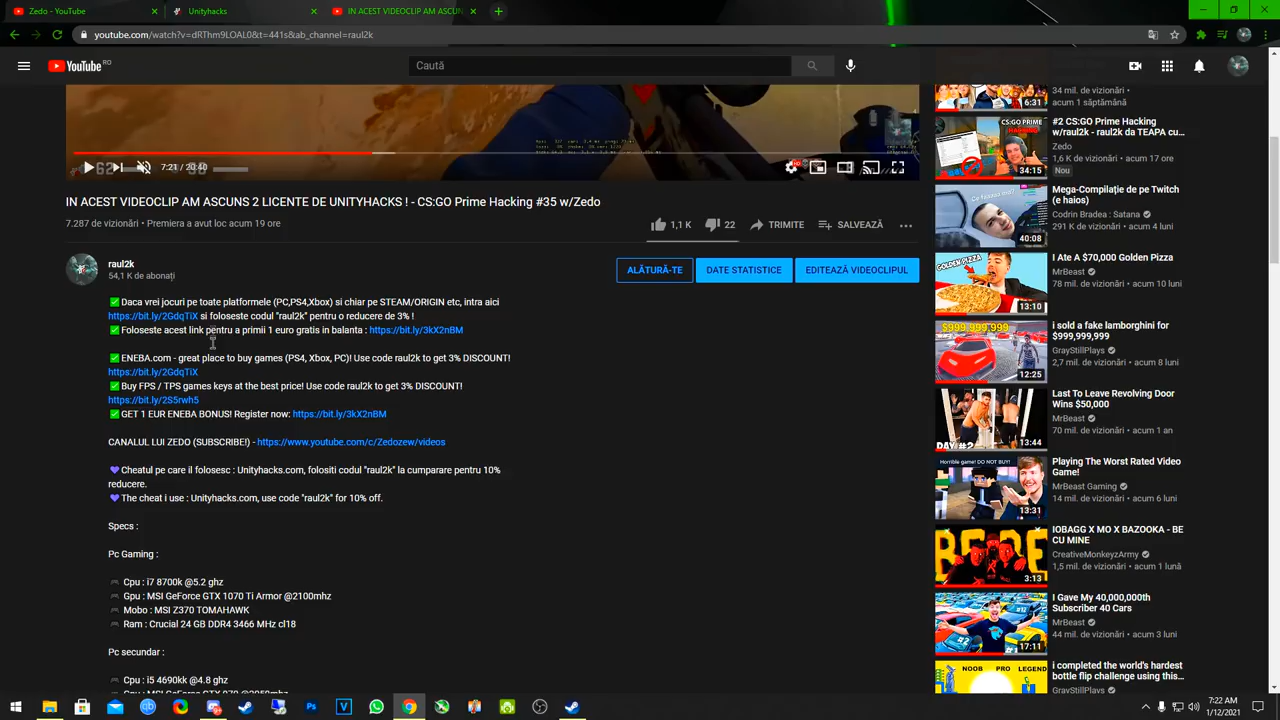 Zedo - YouTube
Unityhacks
IN ACEST VIDEOCLIP AM ASCUN
youtube.com/watch?v=dRThm9LOAL0&t=441s&ab_channel=raul2k
YouTube RO
Caută
7:21 /
IN ACEST VIDEOCLIP AM ASCUNS 2 LICENTE DE UNITYHACKS ! - CS:GO Prime Hacking #39 w/Zedo
7.287 de vizionări • Premiera a avut loc acum 19 ore
1,1 K
22
TRIMITE
SALVEAZĂ
raul2k
54,1 K de abonați
ALĂTURĂ-TE
DATE STATISTICE
EDITEAZĂ VIDEOCLIPUL
✅ Daca vrei jocuri pe toate platformele (PC,PS4,Xbox) si chiar pe STEAM/ORIGIN etc, intra aici
https://bit.ly/2GdqTiX si foloseste codul "raul2k" pentru o reducere de 3% !
✅ Foloseste acest link pentru a primii 1 euro gratis in balanta : https://bit.ly/3kX2nBM
✅ ENEBA.com - great place to buy games (PS4, Xbox, PC)! Use code raul2k to get 3% DISCOUNT!
https://bit.ly/2GdqTiX
✅ Buy FPS / TPS games keys at the best price! Use code raul2k to get 3% DISCOUNT!
https://bit.ly/2S5rwh5
✅ GET 1 EUR ENEBA BONUS! Register now: https://bit.ly/3kX2nBM
CANALUL LUI ZEDO (SUBSCRIBE!) - https://www.youtube.com/c/Zedozew/videos
💜 Cheatul pe care il folosesc : Unityhacks.com, folositi codul "raul2k" la cumparare pentru 10%
reducere.
💜 The cheat i use : Unityhacks.com, use code "raul2k" for 10% off.
Specs :
Pc Gaming :
🎮 Cpu : i7 8700k @5.2 ghz
🎮 Gpu : MSI GeForce GTX 1070 Ti Armor @2100mhz
🎮 Mobo : MSI Z370 TOMAHAWK
🎮 Ram : Crucial 24 GB DDR4 3466 MHz cl18
Pc secundar :
🎮 Cpu : i5 4690kf @4.8 ghz
34 mil de vizionări •
acum 1 săptămână
6:31
#2 CS:GO Prime Hacking
w/raul2k - raul2k da TEAPA cu...
Zedo
1,6 K de vizionări • acum 17 ore
Nou
34:15
Mega-Compilație de pe Twitch
(e haios)
Codrin Bradea : Satana
291 K de vizionări • acum 4 luni
40:08
I Ate A $70,000 Golden Pizza
MrBeast
78 mil de vizionări • acum 10 luni
GOLDEN PIZZA
13:10
i sold a fake lamborghini for
$999,999,999
GrayStillPlays
2,7 mil de vizionări • acum 8 luni
$999,999,999
12:25
Last To Leave Revolving Door
Wins $50,000
MrBeast
70 mil de vizionări • acum 1 an
DAY #2
13:44
Playing The Worst Rated Video
Game!
MrBeast Gaming
14 mil de vizionări • acum 6 luni
Horrible game! DO NOT BUY!
13:31
IOBAGG X MO X BAZOOKA - BE
CU MINE
CreativeMonkeyzArmy
1,5 mil de vizionări • acum 1 lună
3:13
I Gave My 40,000,000th
Subscriber 40 Cars
MrBeast
44 mil de vizionări • acum 3 luni
17:11
i completed the world's hardest
bottle flip challenge using this...
GrayStillPlays
NOOB PRO LEGEND
7:22 AM
1/12/2021